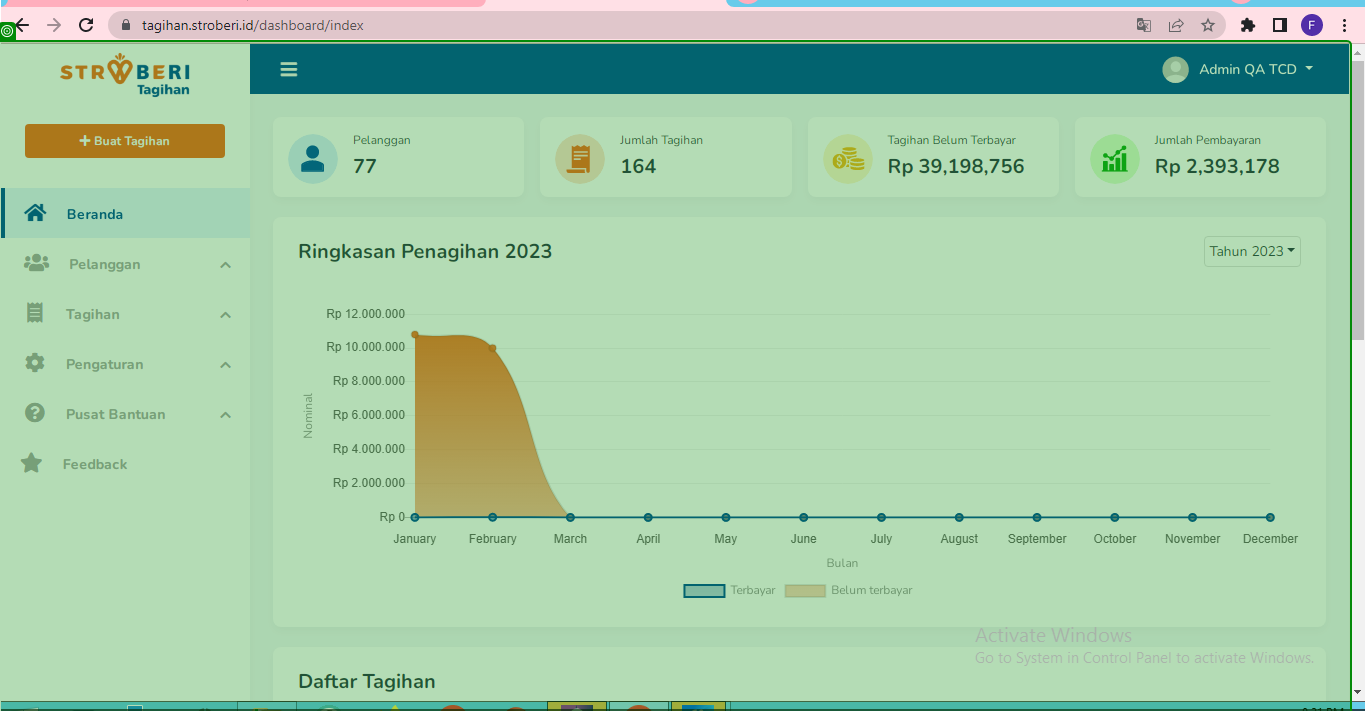 tagihan.stroberi.id/dashboard/index
F
STROBERI
Tagihan
Admin QA TCD
+ Buat Tagihan
Beranda
Pelanggan
Tagihan
Pengaturan
Pusat Bantuan
Feedback
Pelanggan
77
Jumlah Tagihan
164
Tagihan Belum Terbayar
Rp 39,198,756
Jumlah Pembayaran
Rp 2,393,178
Ringkasan Penagihan 2023
Tahun 2023
Rp 12.000.000
Rp 10.000.000
Rp 8.000.000
Rp 6.000.000
Rp 4.000.000
Rp 2.000.000
Rp 0
Nominal
January February March April May June July August September October November December
Bulan
Terbayar Belum terbayar
Activate Windows
Go to System in Control Panel to activate Windows.
Daftar Tagihan